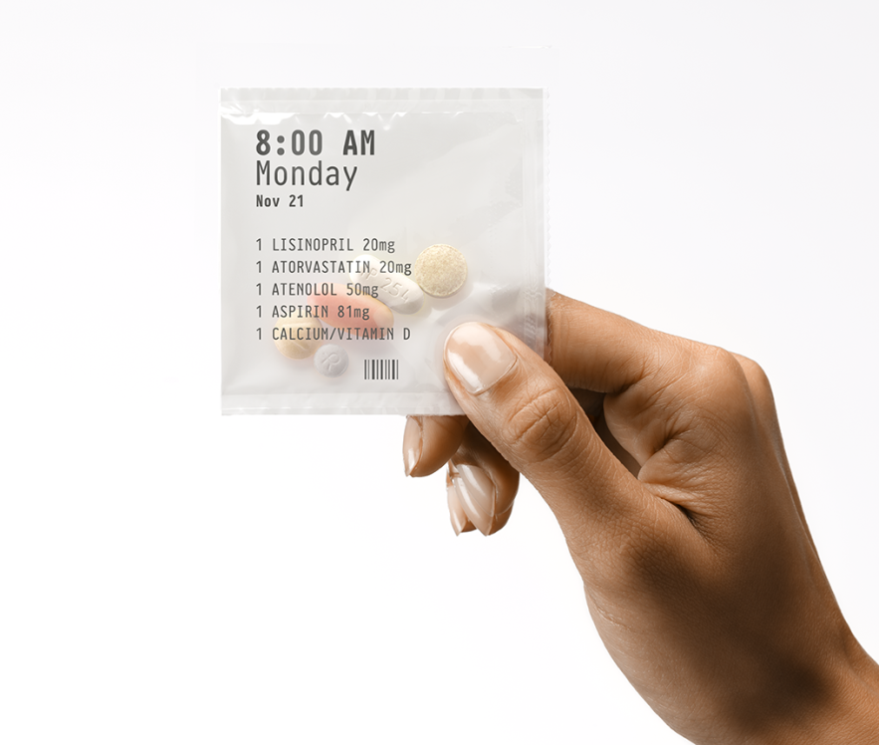 8:00 AM
Monday
Nov 21
1 LISINOPRIL 20mg
1 ATORVASTATIN 20mg
1 ATENOLOL 50mg
1 ASPIRIN 81mg
1 CALCIUM/VITAMIN D
R